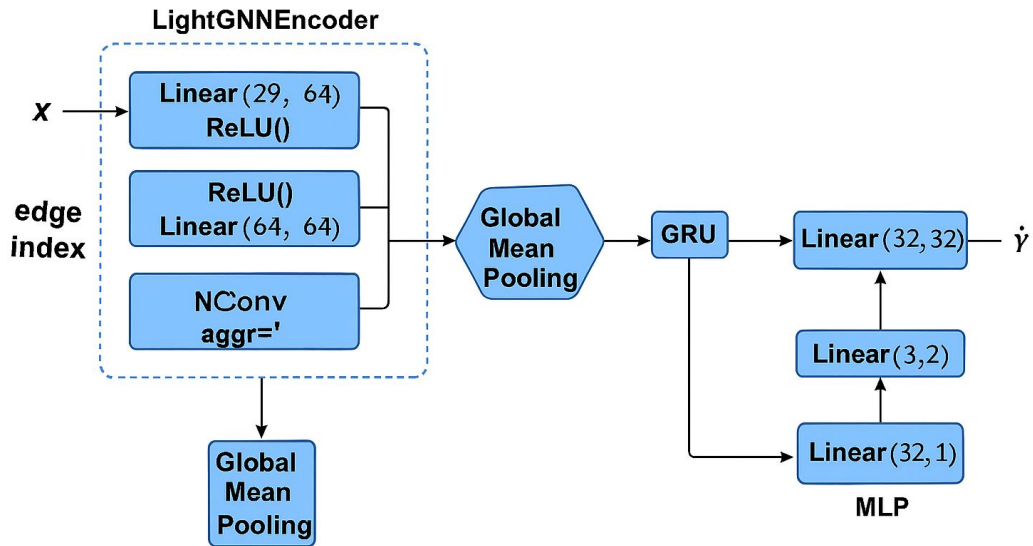 LightGNNEncoder
X
Linear(29, 64)
ReLU()
edge
index
ReLU()
Linear(64, 64)
NConv
aggr='
Global
Mean
Pooling
GRU
Linear(32,32)
γ̇
Linear(3,2)
Linear(32,1)
MLP
Global
Mean
Pooling